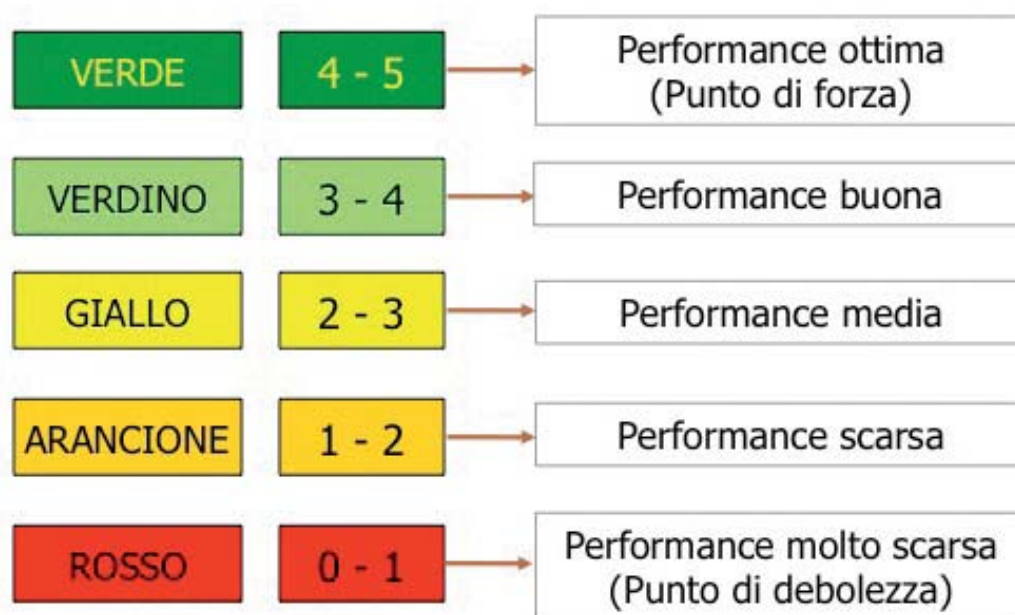 VERDE 4 - 5 Performance ottima
(Punto di forza)
VERDINO 3 - 4 Performance buona
GIALLO 2 - 3 Performance media
ARANCIONE 1 - 2 Performance scarsa
ROSSO 0 - 1 Performance molto scarsa
(Punto di debolezza)